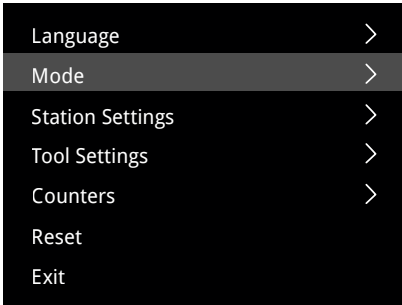 Language
Mode
Station Settings
Tool Settings
Counters
Reset
Exit